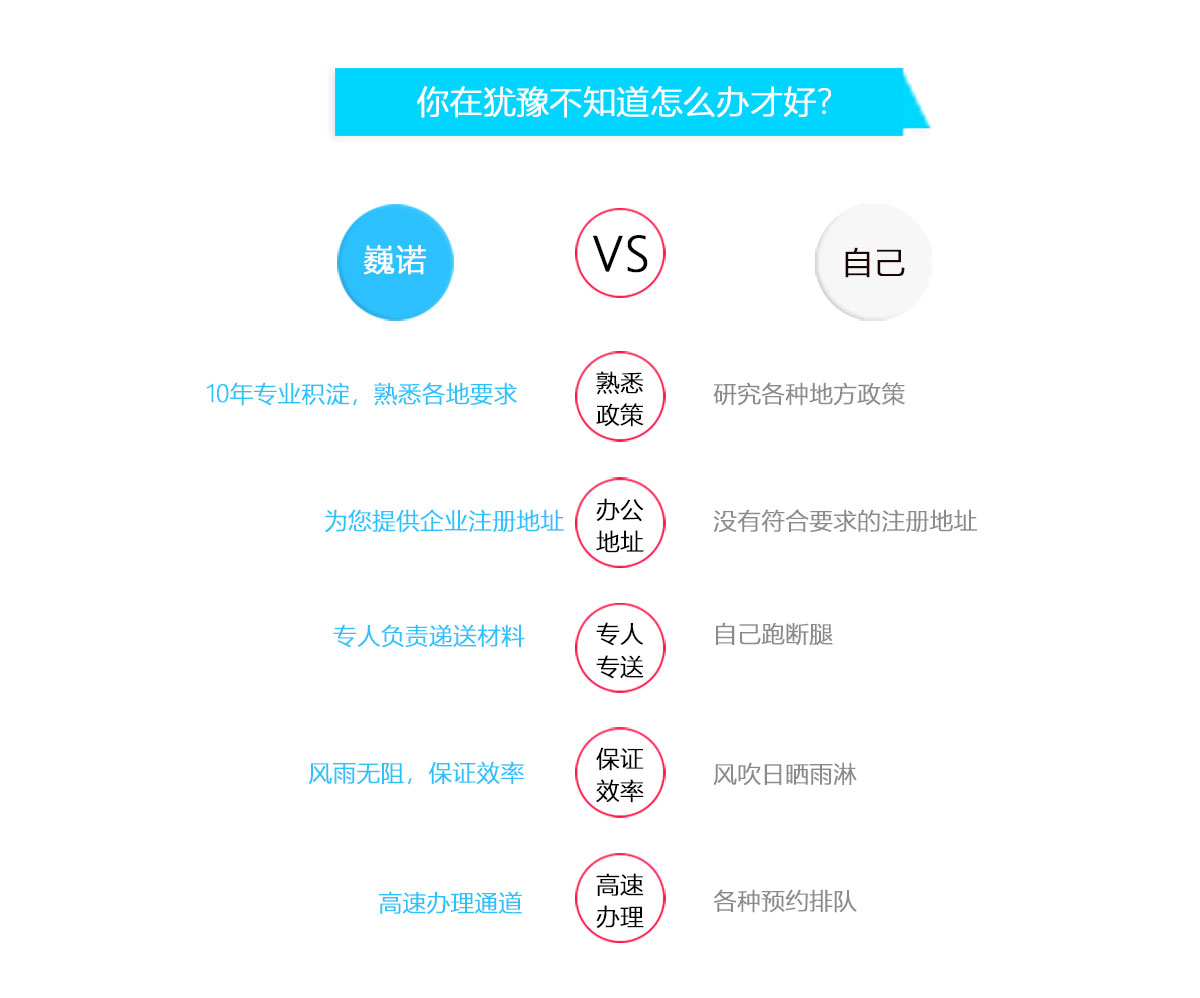 你在犹豫不知道怎么办才好？
巍诺
VS
自己
10年专业积淀，熟悉各地要求
熟悉
政策
研究各种地方政策
为您提供企业注册地址
办公
地址
没有符合要求的注册地址
专人负责递送材料
专人
专送
自己跑断腿
风雨无阻，保证效率
保证
效率
风吹日晒雨淋
高速办理通道
高速
办理
各种预约排队